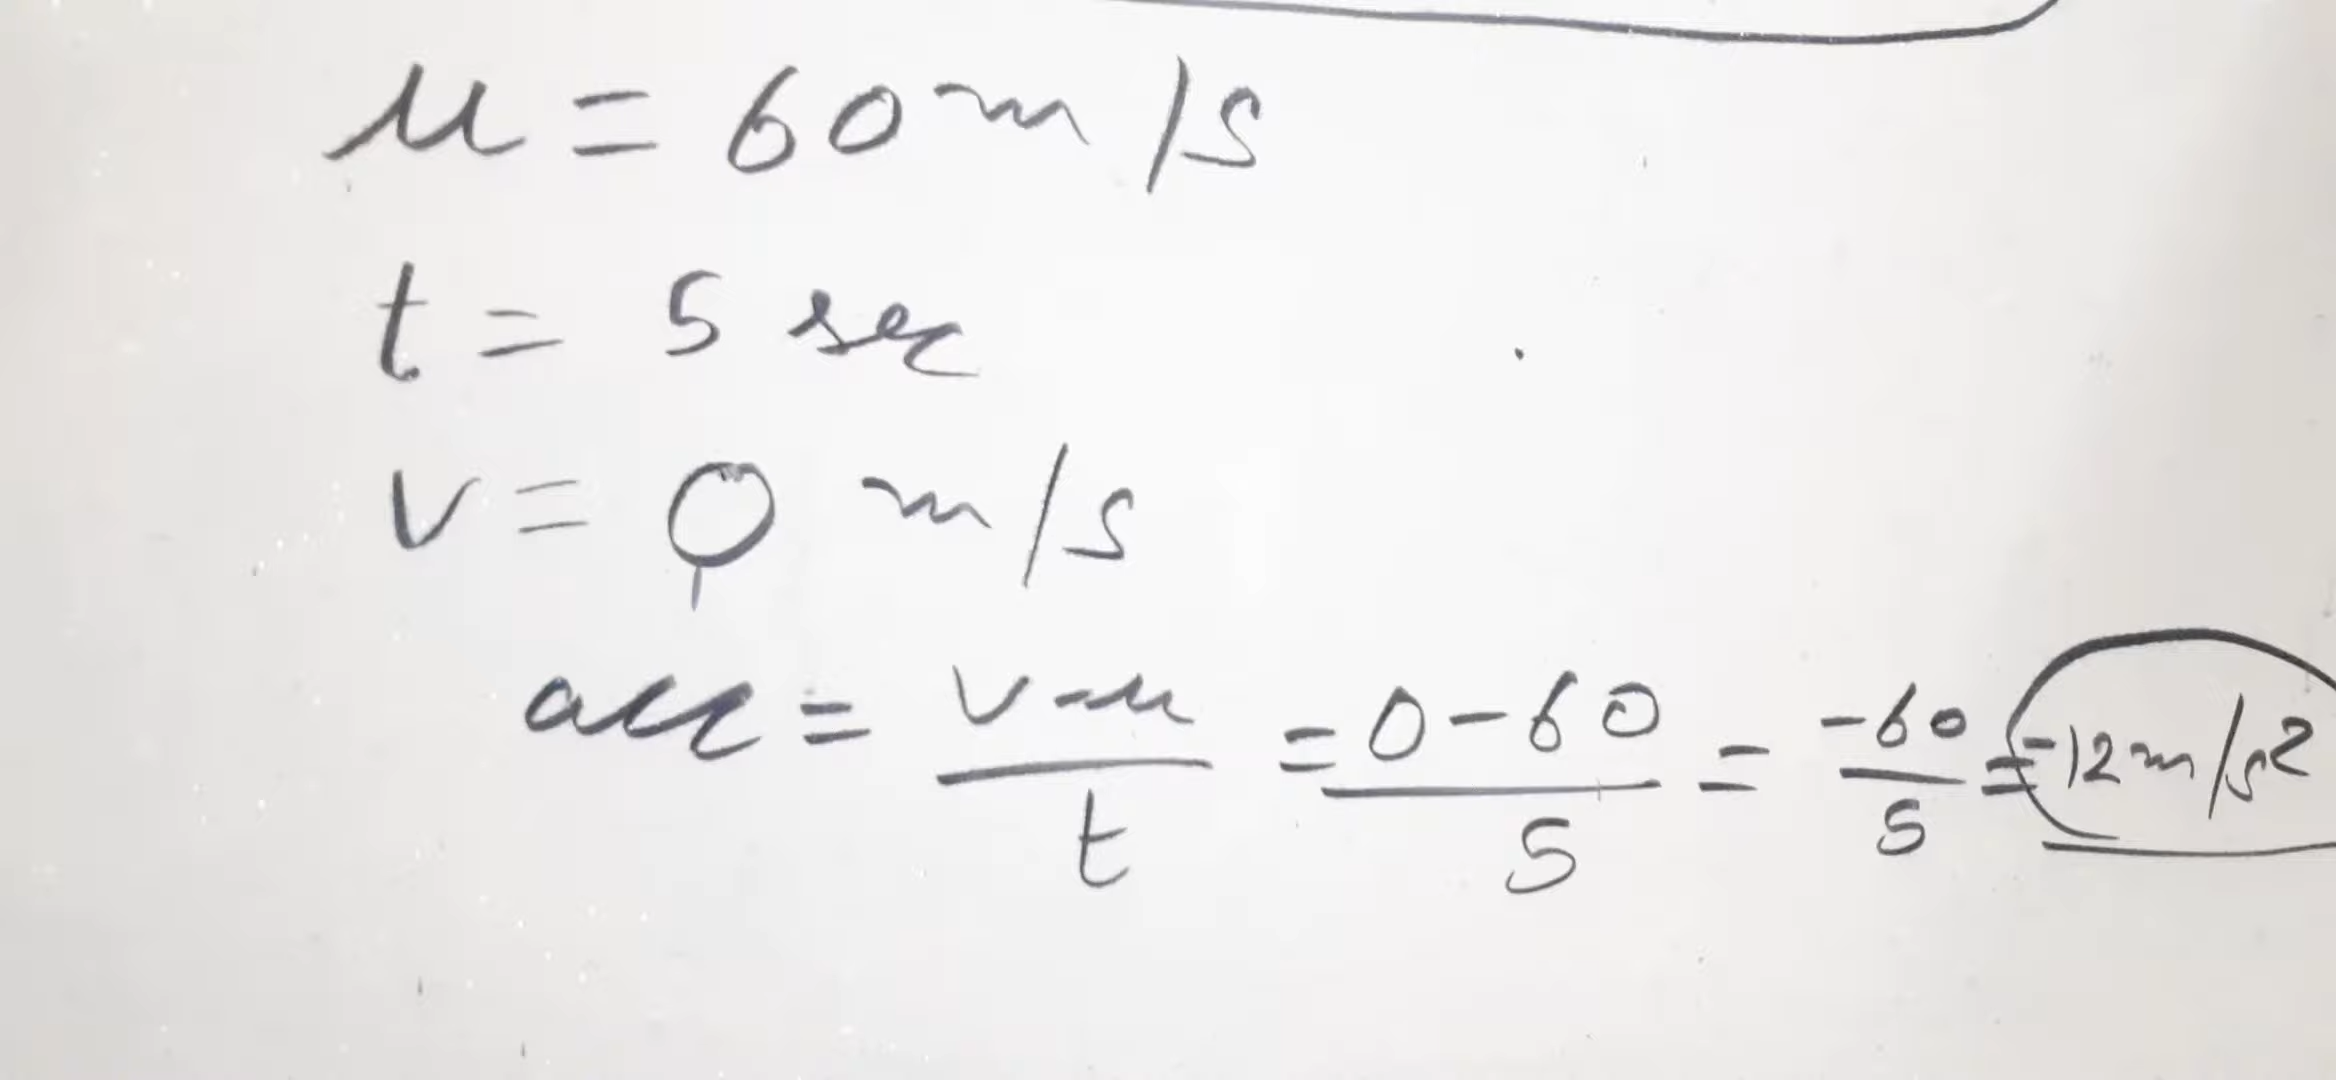 u = 60 m/s
t = 5 sec
v = 0 m/s
acc = v-u/t = 0-60/5 = -60/5 = -12 m/s²